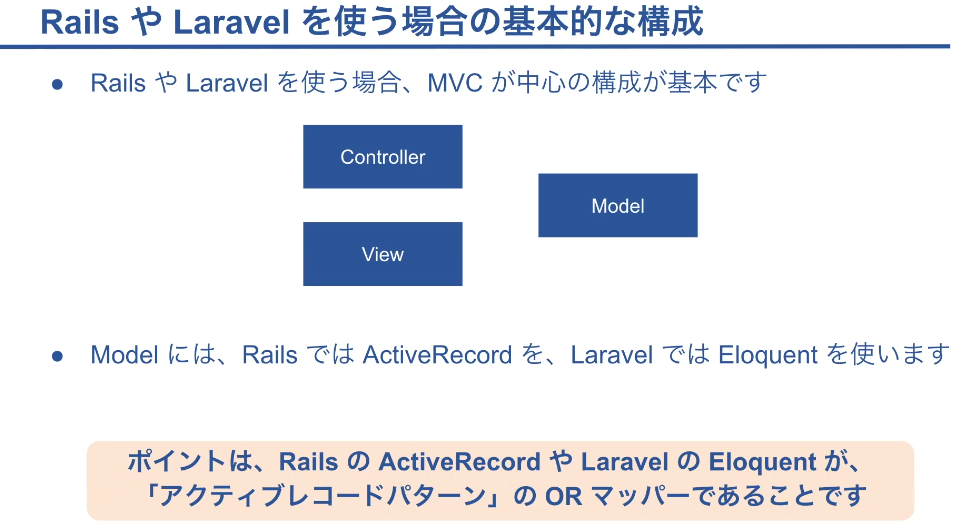 Rails や Laravel を使う場合の基本的な構成
● Rails や Laravel を使う場合、MVC が中心の構成が基本です
Controller
Model
View
● Model には、Rails では ActiveRecord を、Laravel では Eloquent を使います
ポイントは、Rails の ActiveRecord や Laravel の Eloquent が、
「アクティブレコードパターン」の OR マッパーであることです